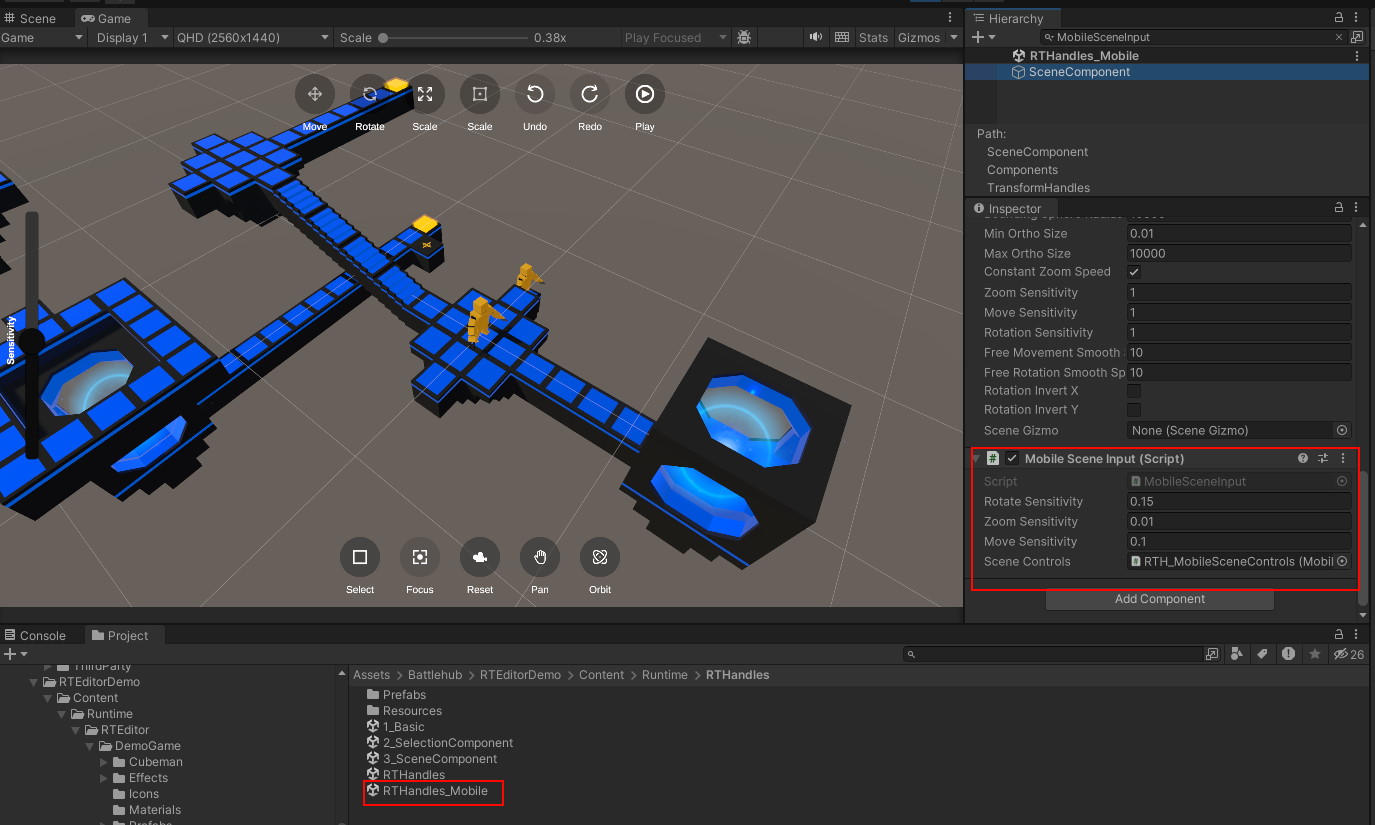 Scene
Game
Game
Display 1
QHD (2560x1440)
Scale
0.38x
Play Focused
Stats
Gizmos
Move
Rotate
Scale
Scale
Undo
Redo
Play
Sensitivity
Select
Focus
Reset
Pan
Orbit
Hierarchy
MobileSceneInput
RTHandles_Mobile
SceneComponent
Path:
SceneComponent
Components
TransformHandles
Inspector
Min Ortho Size 0.01
Max Ortho Size 10000
Constant Zoom Speed
Zoom Sensitivity 1
Move Sensitivity 1
Rotation Sensitivity 1
Free Movement Smooth 10
Free Rotation Smooth Sp 10
Rotation Invert X
Rotation Invert Y
Scene Gizmo None (Scene Gizmo)
# Mobile Scene Input (Script)
Script MobileSceneInput
Rotate Sensitivity 0.15
Zoom Sensitivity 0.01
Move Sensitivity 0.1
Scene Controls RTH_MobileSceneControls (Mobil
Add Component
Console
Project
26
ThirdParty
RTEditorDemo
Content
Runtime
RTEditor
DemoGame
Cubeman
Effects
Icons
Materials
Prefabs
Assets > Battlehub > RTEditorDemo > Content > Runtime > RTHandles
Prefabs
Resources
1_Basic
2_SelectionComponent
3_SceneComponent
RTHandles
RTHandles_Mobile